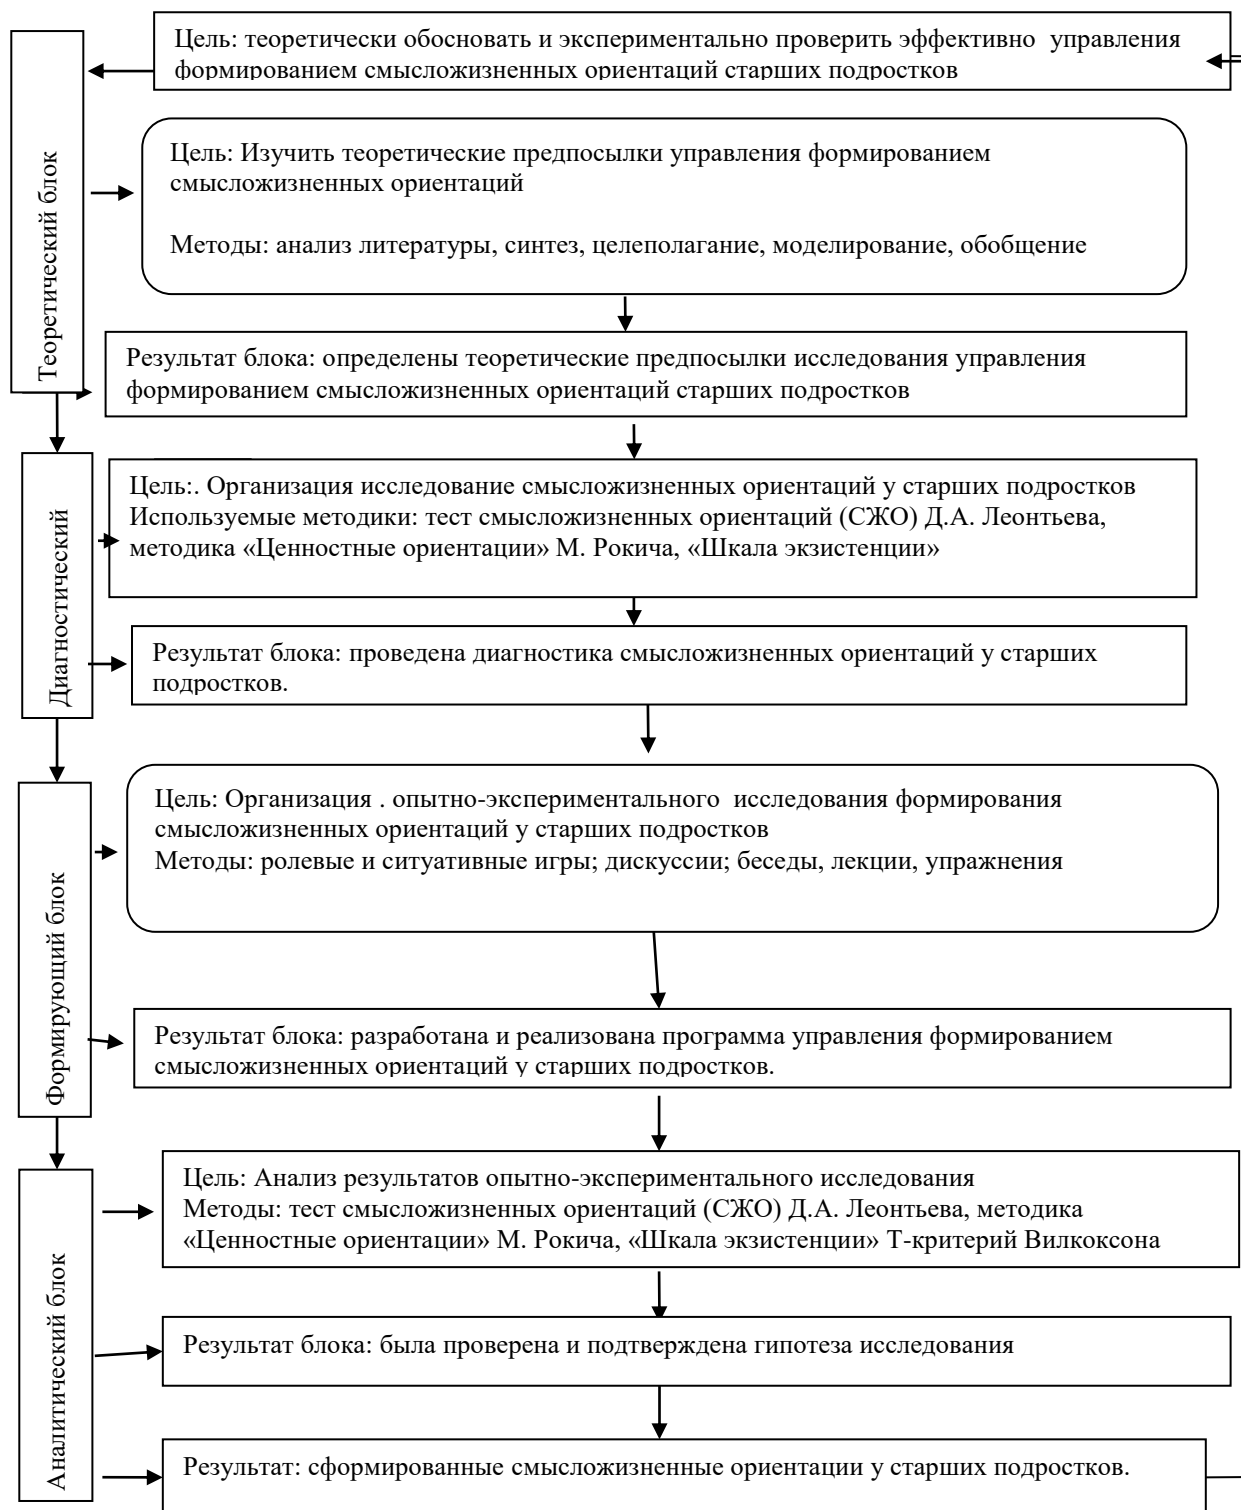 Цель: теоретически обосновать и экспериментально проверить эффективно управления
формированием смысложизненных ориентаций старших подростков
Теоретический блок
Цель: Изучить теоретические предпосылки управления формированием
смысложизненных ориентаций
Методы: анализ литературы, синтез, целеполагание, моделирование, обобщение
Результат блока: определены теоретические предпосылки исследования управления
формированием смысложизненных ориентаций старших подростков
Диагностический
Цель:. Организация исследование смысложизненных ориентаций у старших подростков
Используемые методики: тест смысложизненных ориентаций (СЖО) Д.А. Леонтьева,
методика «Ценностные ориентации» М. Рокича, «Шкала экзистенции»
Результат блока: проведена диагностика смысложизненных ориентаций у старших
подростков.
Формирующий блок
Цель: Организация . опытно-экспериментального исследования формирования
смысложизненных ориентаций у старших подростков
Методы: ролевые и ситуативные игры; дискуссии; беседы, лекции, упражнения
Результат блока: разработана и реализована программа управления формированием
смысложизненных ориентаций у старших подростков.
Аналитический блок
Цель: Анализ результатов опытно-экспериментального исследования
Методы: тест смысложизненных ориентаций (СЖО) Д.А. Леонтьева, методика
«Ценностные ориентации» М. Рокича, «Шкала экзистенции» Т-критерий Вилкоксона
Результат блока: была проверена и подтверждена гипотеза исследования
Результат: сформированные смысложизненные ориентации у старших подростков.